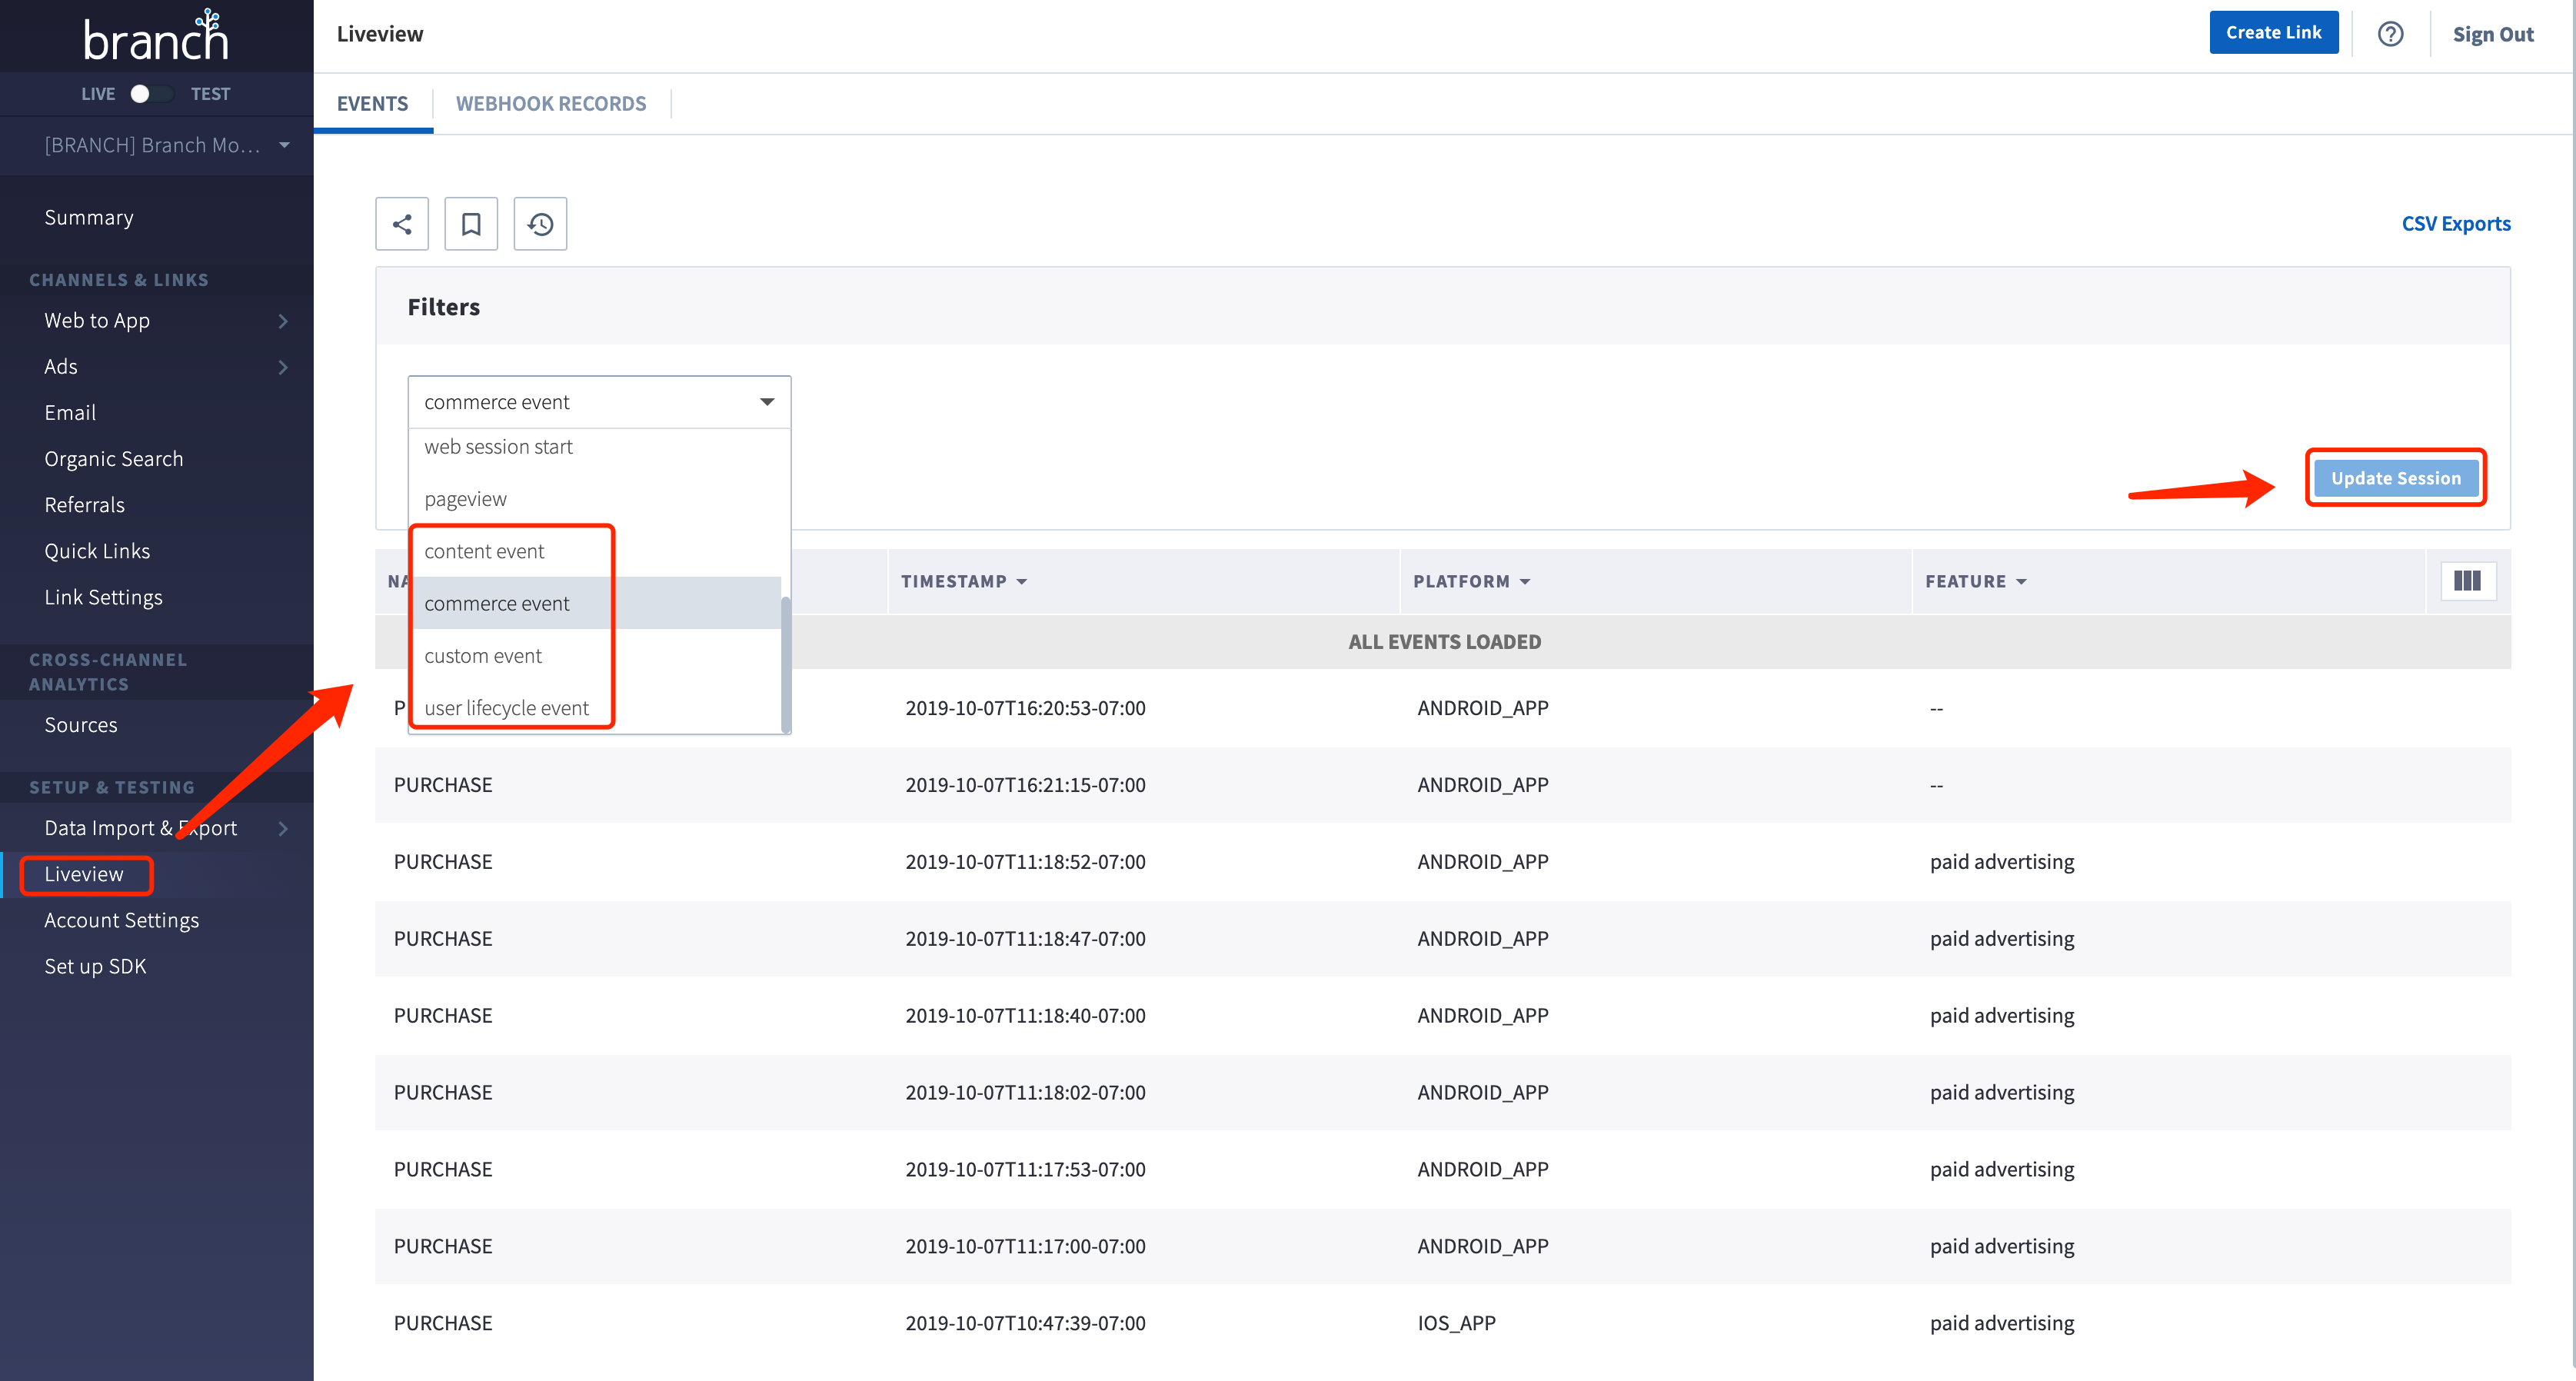 branch
LIVE TEST
[BRANCH] Branch Mo...
Summary
CHANNELS & LINKS
Web to App
Ads
Email
Organic Search
Referrals
Quick Links
Link Settings
CROSS-CHANNEL
ANALYTICS
Sources
SETUP & TESTING
Data Import & Export
Liveview
Account Settings
Set up SDK
Liveview
Create Link
?
Sign Out
EVENTS WEBHOOK RECORDS
CSV Exports
Filters
commerce event
web session start
pageview
content event
commerce event
custom event
user lifecycle event
Update Session
NA TIMESTAMP PLATFORM FEATURE
ALL EVENTS LOADED
P 2019-10-07T16:20:53-07:00 ANDROID_APP --
PURCHASE 2019-10-07T16:21:15-07:00 ANDROID_APP --
PURCHASE 2019-10-07T11:18:52-07:00 ANDROID_APP paid advertising
PURCHASE 2019-10-07T11:18:47-07:00 ANDROID_APP paid advertising
PURCHASE 2019-10-07T11:18:40-07:00 ANDROID_APP paid advertising
PURCHASE 2019-10-07T11:18:02-07:00 ANDROID_APP paid advertising
PURCHASE 2019-10-07T11:17:53-07:00 ANDROID_APP paid advertising
PURCHASE 2019-10-07T11:17:00-07:00 ANDROID_APP paid advertising
PURCHASE 2019-10-07T10:47:39-07:00 IOS_APP paid advertising